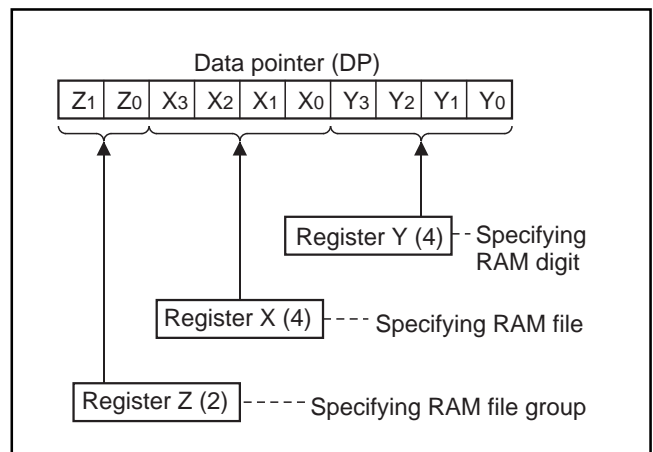 Data pointer (DP)
Z1 Z0 X3 X2 X1 X0 Y3 Y2 Y1 Y0
Register Y (4) Specifying
RAM digit
Register X (4) Specifying RAM file
Register Z (2) Specifying RAM file group